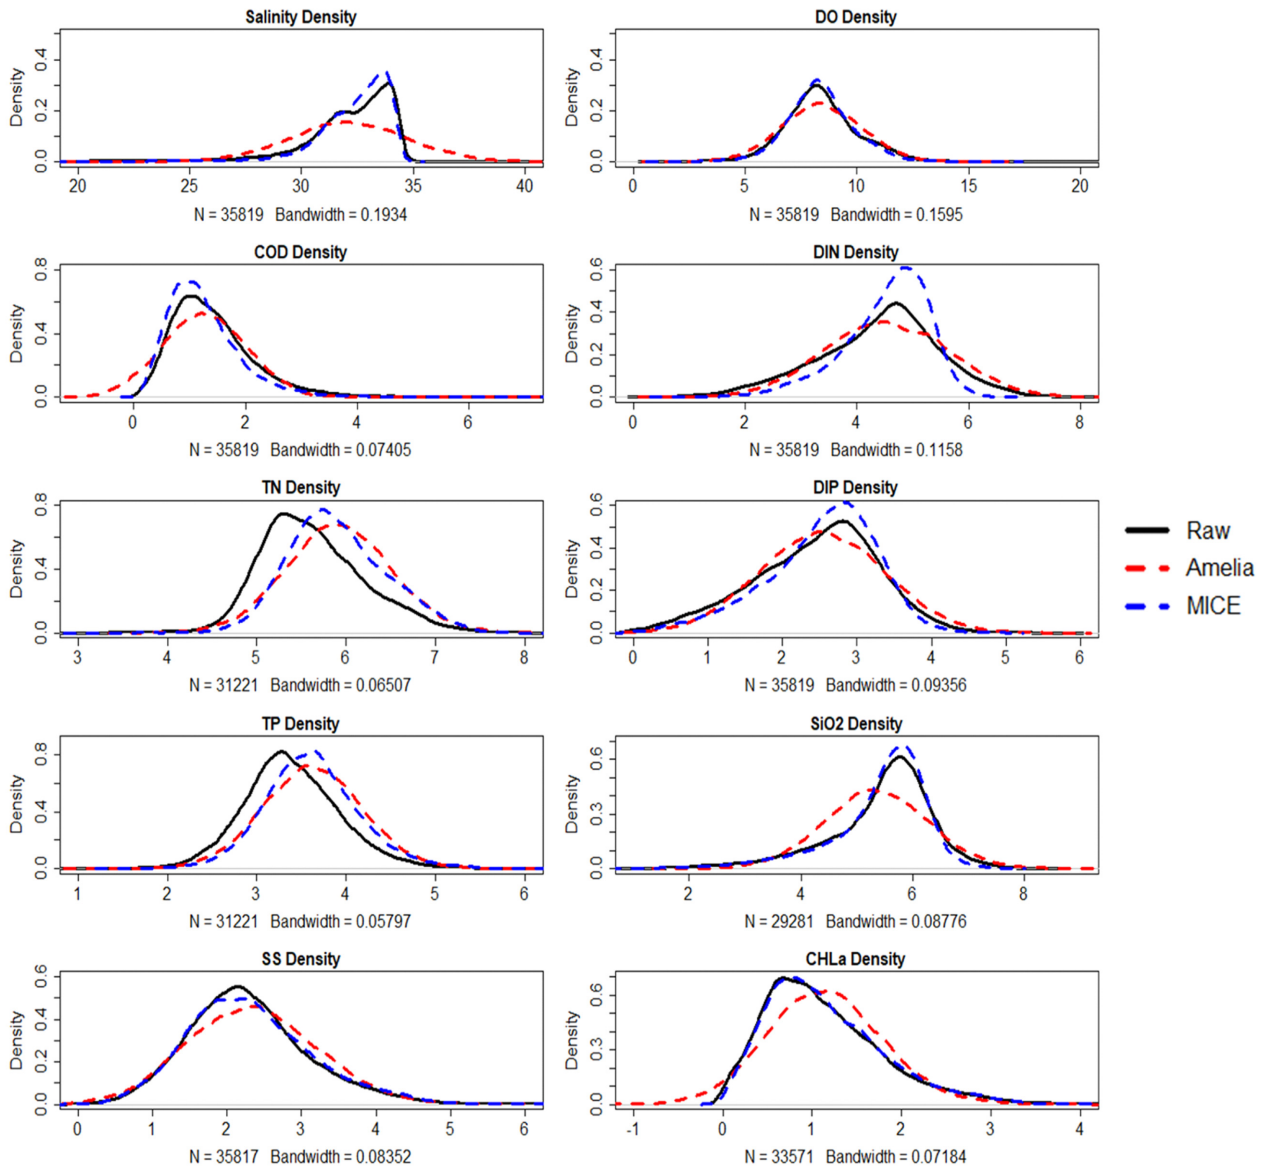 Salinity Density
Density
0.0 0.2 0.4
20 25 30 35 40
N = 35819 Bandwidth = 0.1934
DO Density
Density
0.0 0.2 0.4
0 5 10 15 20
N = 35819 Bandwidth = 0.1595
COD Density
Density
0.0 0.4 0.8
0 2 4 6
N = 35819 Bandwidth = 0.07405
DIN Density
Density
0.0 0.2 0.4 0.6
0 2 4 6 8
N = 35819 Bandwidth = 0.1158
TN Density
Density
0.0 0.4 0.8
3 4 5 6 7 8
N = 31221 Bandwidth = 0.06507
DIP Density
Density
0.0 0.2 0.4 0.6
0 1 2 3 4 5 6
N = 35819 Bandwidth = 0.09356
Raw
Amelia
MICE
TP Density
Density
0.0 0.4 0.8
1 2 3 4 5 6
N = 31221 Bandwidth = 0.05797
SiO2 Density
Density
0.0 0.3 0.6
2 4 6 8
N = 29281 Bandwidth = 0.08776
SS Density
Density
0.0 0.2 0.4 0.6
0 1 2 3 4 5 6
N = 35817 Bandwidth = 0.08352
CHLa Density
Density
0.0 0.3 0.6
-1 0 1 2 3 4
N = 33571 Bandwidth = 0.07184